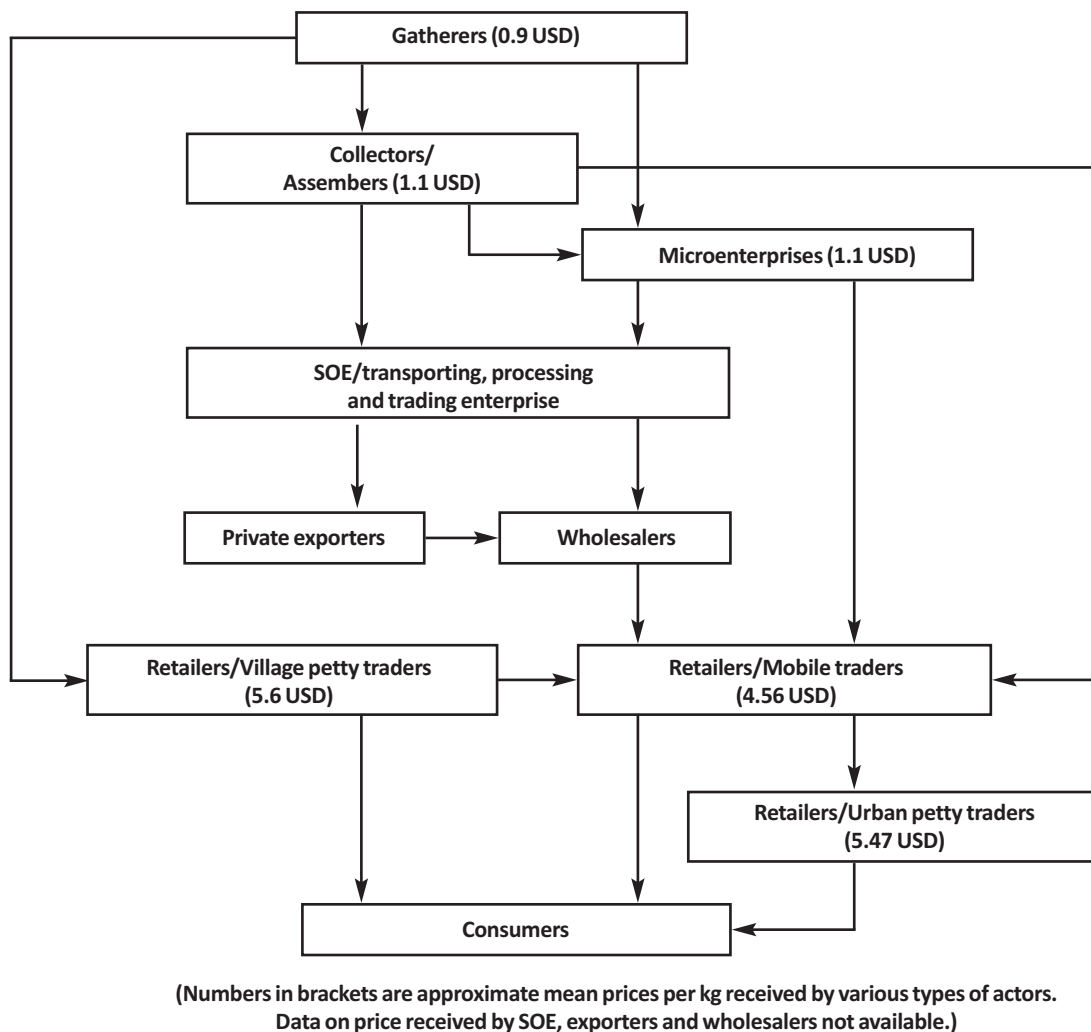 Gatherers (0.9 USD)
Collectors/
Assembers (1.1 USD)
Microenterprises (1.1 USD)
SOE/transporting, processing
and trading enterprise
Private exporters
Wholesalers
Retailers/Village petty traders
(5.6 USD)
Retailers/Mobile traders
(4.56 USD)
Retailers/Urban petty traders
(5.47 USD)
Consumers
(Numbers in brackets are approximate mean prices per kg received by various types of actors.
Data on price received by SOE, exporters and wholesalers not available.)